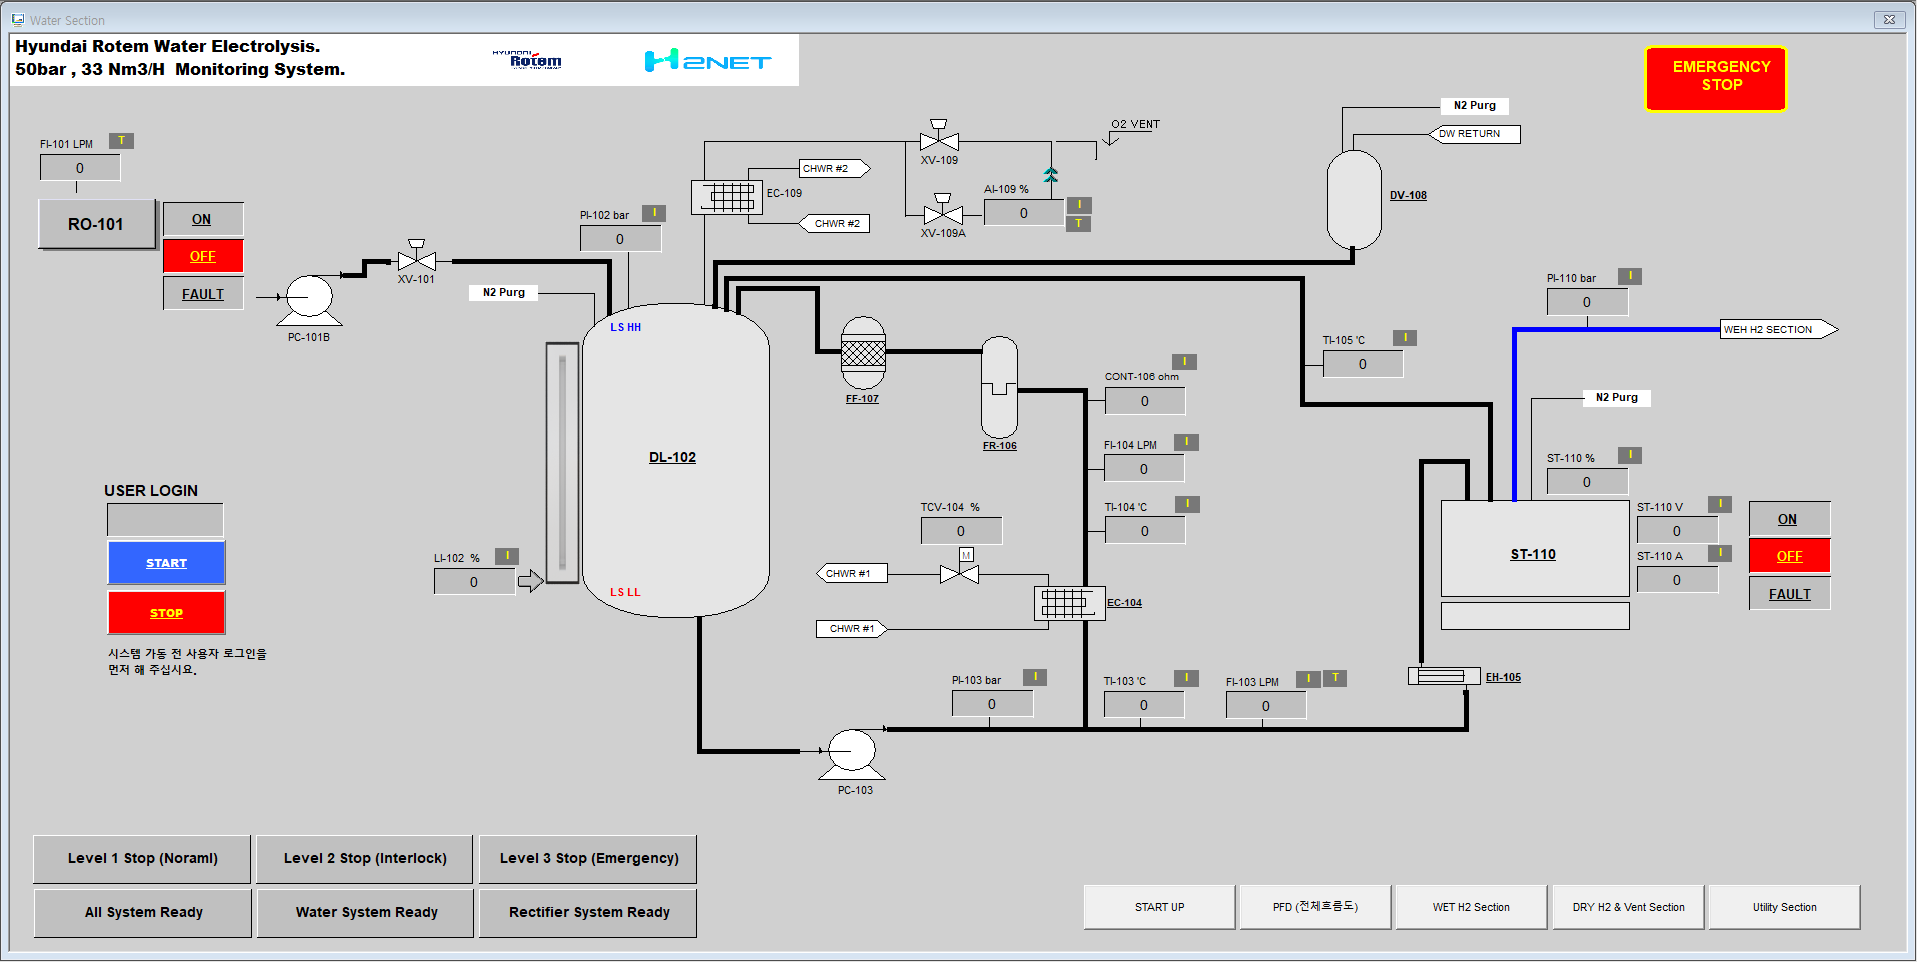 Water Section
Hyundai Rotem Water Electrolysis.
50bar , 33 Nm3/H  Monitoring System.
HYUNDAI
Rotem
H2NET
EMERGENCY
STOP
N2 Purg
DW RETURN
DV-108
O2 VENT
XV-109
CHWR #2
EC-109
CHWR #2
AI-109 %
I
0
T
XV-109A
FI-101 LPM
T
0
RO-101
ON
OFF
FAULT
PI-102 bar
I
0
XV-101
N2 Purg
PC-101B
LS HH
DL-102
LS LL
FF-107
FR-106
PI-110 bar
I
0
WEH H2 SECTION
TI-105 'C
I
0
CONT-106 ohm
I
0
N2 Purg
FI-104 LPM
I
0
ST-110 %
I
0
USER LOGIN
START
STOP
시스템 가동 전 사용자 로그인을
먼저 해 주십시요.
LI-102  %
I
0
TCV-104  %
0
M
TI-104 'C
I
0
CHWR #1
EC-104
CHWR #1
ST-110
ST-110 V
I
0
ST-110 A
I
0
ON
OFF
FAULT
EH-105
PI-103 bar
I
0
TI-103 'C
I
0
FI-103 LPM
I
T
0
PC-103
Level 1 Stop (Noraml)
Level 2 Stop (Interlock)
Level 3 Stop (Emergency)
All System Ready
Water System Ready
Rectifier System Ready
START UP
PFD (전체흐름도)
WET H2 Section
DRY H2 & Vent Section
Utility Section